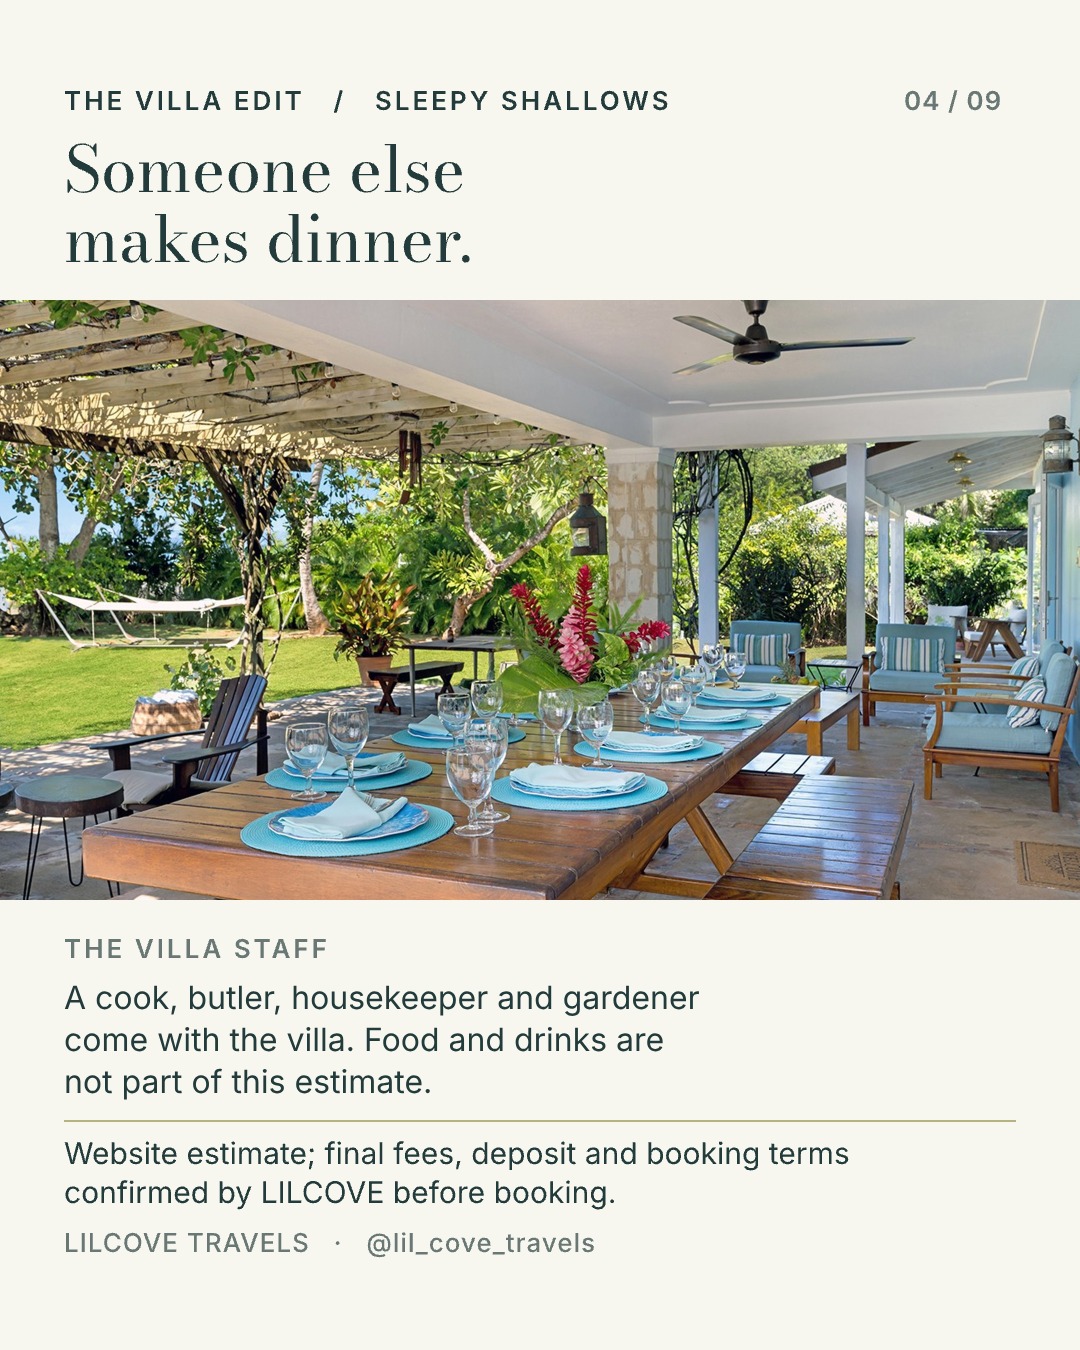 THE VILLA EDIT / SLEEPY SHALLOWS 04 / 09
Someone else
makes dinner.
THE VILLA STAFF
A cook, butler, housekeeper and gardener
come with the villa. Food and drinks are
not part of this estimate.
Website estimate; final fees, deposit and booking terms
confirmed by LILCOVE before booking.
LILCOVE TRAVELS · @lil_cove_travels